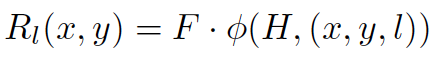 R_l(x, y) = F · ϕ(H, (x, y, l))